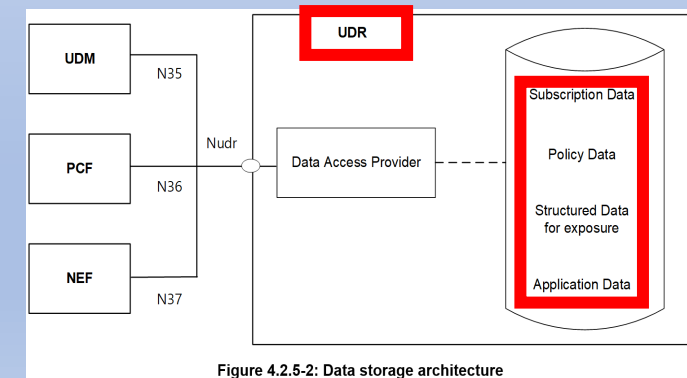 UDR
UDM
N35
Subscription Data
Nudr
PCF
N36
Data Access Provider
Policy Data
Structured Data
for exposure
NEF
N37
Application Data
Figure 4.2.5-2: Data storage architecture